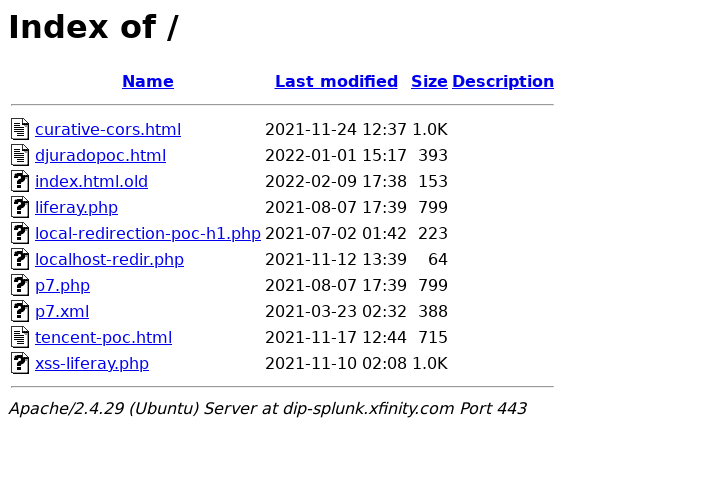 Index of /
Name Last modified Size Description
curative-cors.html 2021-11-24 12:37 1.0K
djuradopoc.html 2022-01-01 15:17 393
index.html.old 2022-02-09 17:38 153
liferay.php 2021-08-07 17:39 799
local-redirection-poc-h1.php 2021-07-02 01:42 223
localhost-redir.php 2021-11-12 13:39 64
p7.php 2021-08-07 17:39 799
p7.xml 2021-03-23 02:32 388
tencent-poc.html 2021-11-17 12:44 715
xss-liferay.php 2021-11-10 02:08 1.0K
Apache/2.4.29 (Ubuntu) Server at dip-splunk.xfinity.com Port 443